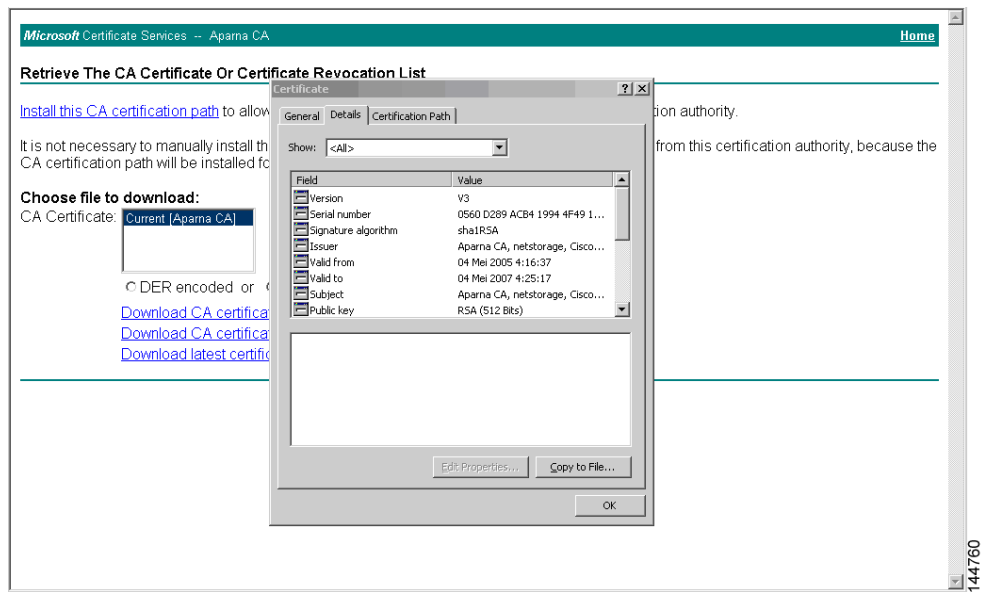 Microsoft Certificate Services -- Aparna CA Home
Retrieve The CA Certificate Or Certificate Revocation List
Install this CA certification path to allow
tion authority.
It is not necessary to manually install th
from this certification authority, because the
CA certification path will be installed fo
Choose file to download:
CA Certificate: Current [Aparna CA]
DER encoded or
Download CA certifica
Download CA certifica
Download latest certific
Certificate
General Details Certification Path
Show: <All>
Field Value
Version V3
Serial number 0560 D289 ACB4 1994 4F49 1...
Signature algorithm sha1RSA
Issuer Aparna CA, netstorage, Cisco...
Valid from 04 Mei 2005 4:16:37
Valid to 04 Mei 2007 4:25:17
Subject Aparna CA, netstorage, Cisco...
Public key RSA (512 Bits)
Edit Properties... Copy to File...
OK
144760